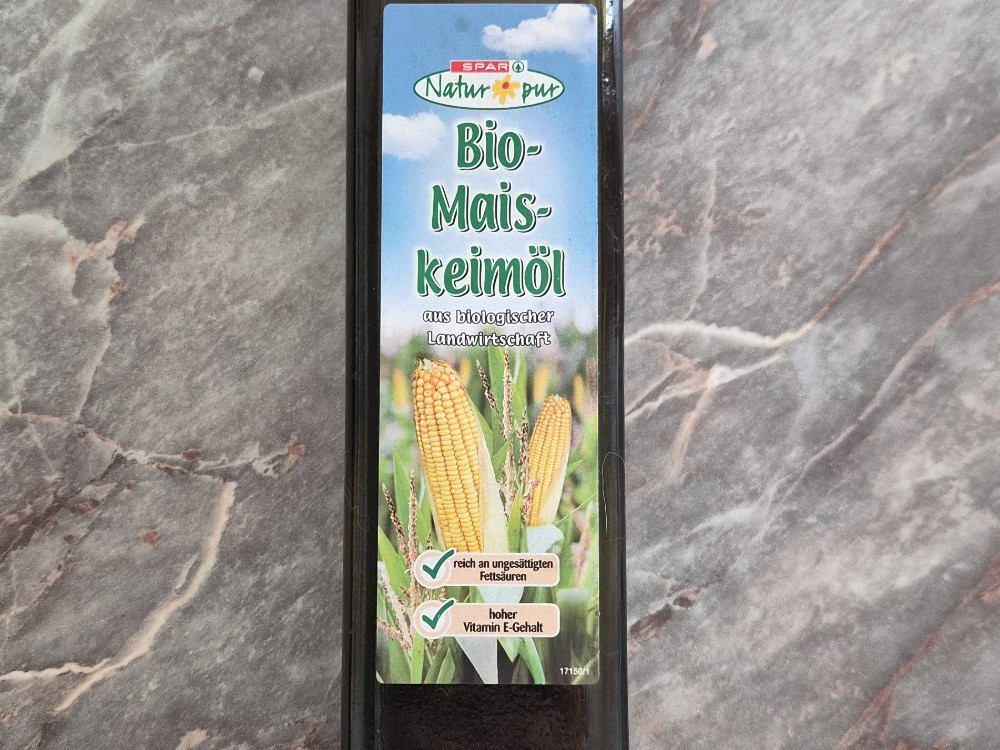 SPAR
Natur pur
Bio-
Mais-
keimöl
aus biologischer
Landwirtschaft
reich an ungesättigten
Fettsäuren
hoher
Vitamin E-Gehalt